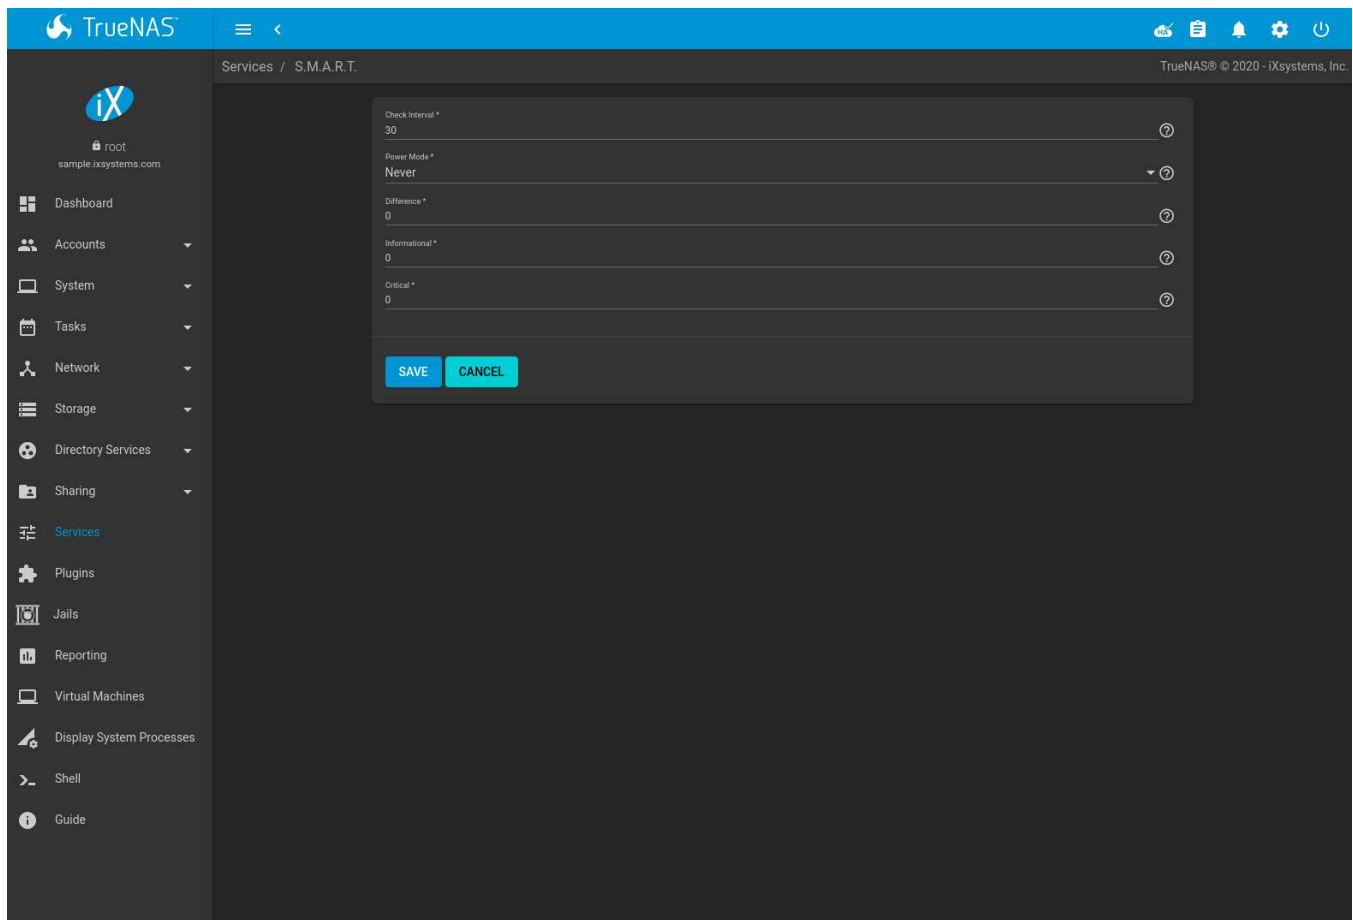 TrueNAS™
HA
Services / S.M.A.R.T.
TrueNAS® © 2020 - iXsystems, Inc.
iX
root
sample.ixsystems.com
Dashboard
Accounts
System
Tasks
Network
Storage
Directory Services
Sharing
Services
Plugins
Jails
Reporting
Virtual Machines
Display System Processes
Shell
Guide
Check Interval *
30
Power Mode *
Never
Difference *
0
Informational *
0
Critical *
0
SAVE CANCEL